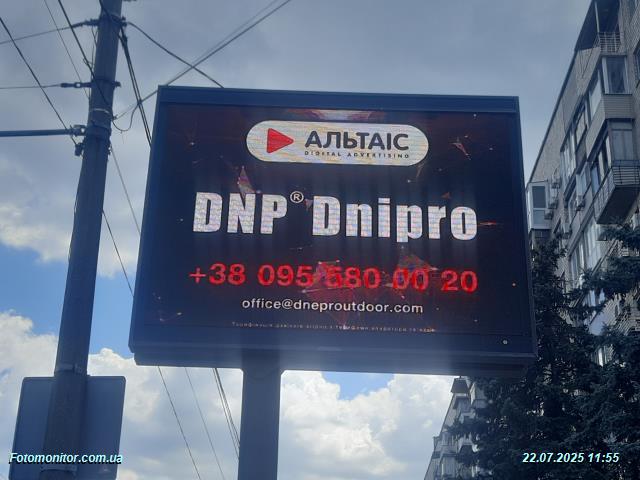 АЛЬТАІС
DIGITAL ADVERTISING
DNP® Dnipro
+38 095 580 00 20
office@dneproutdoor.com
Fotomonitor.com.ua
22.07.2025 11:55